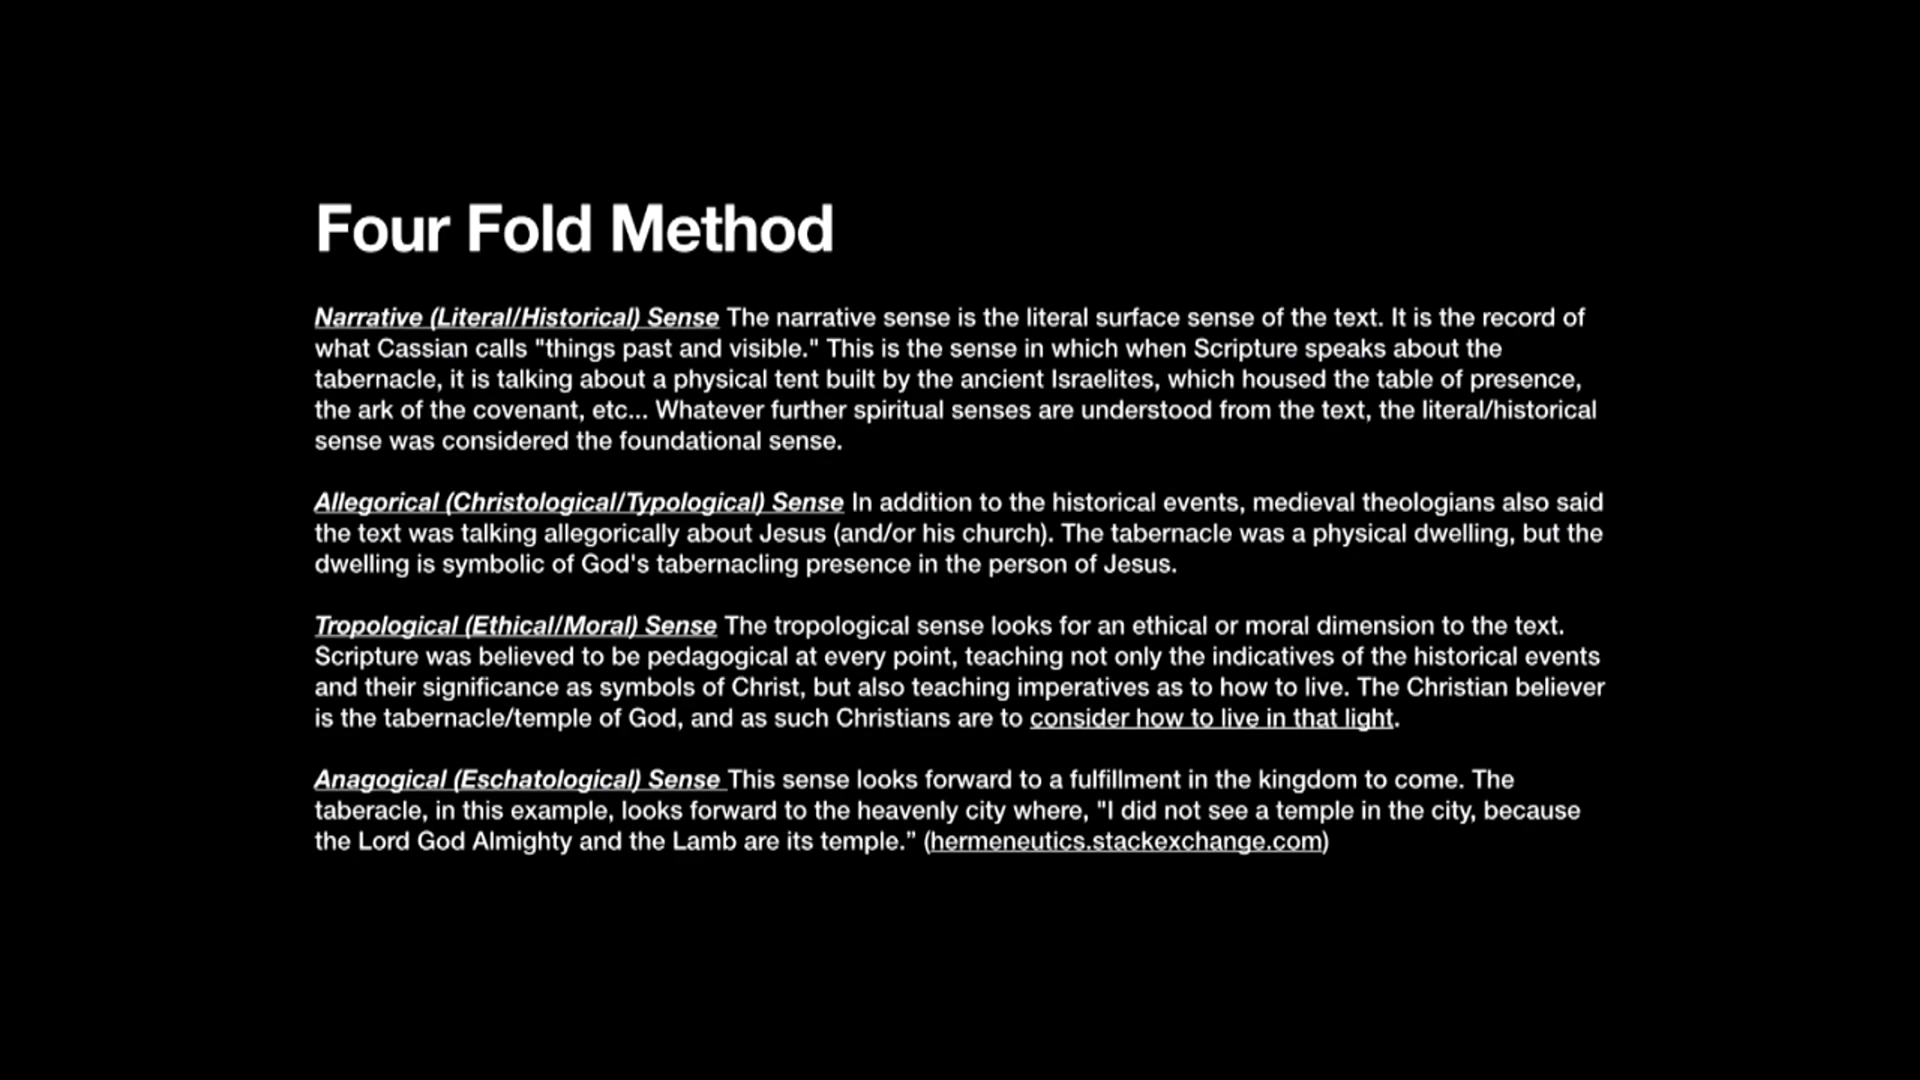 Four Fold Method
Narrative (Literal/Historical) Sense The narrative sense is the literal surface sense of the text. It is the record of
what Cassian calls "things past and visible." This is the sense in which when Scripture speaks about the
tabernacle, it is talking about a physical tent built by the ancient Israelites, which housed the table of presence,
the ark of the covenant, etc... Whatever further spiritual senses are understood from the text, the literal/historical
sense was considered the foundational sense.
Allegorical (Christological/Typological) Sense In addition to the historical events, medieval theologians also said
the text was talking allegorically about Jesus (and/or his church). The tabernacle was a physical dwelling, but the
dwelling is symbolic of God's tabernacling presence in the person of Jesus.
Tropological (Ethical/Moral) Sense The tropological sense looks for an ethical or moral dimension to the text.
Scripture was believed to be pedagogical at every point, teaching not only the indicatives of the historical events
and their significance as symbols of Christ, but also teaching imperatives as to how to live. The Christian believer
is the tabernacle/temple of God, and as such Christians are to consider how to live in that light.
Anagogical (Eschatological) Sense This sense looks forward to a fulfillment in the kingdom to come. The
taberacle, in this example, looks forward to the heavenly city where, "I did not see a temple in the city, because
the Lord God Almighty and the Lamb are its temple.” (hermeneutics.stackexchange.com)